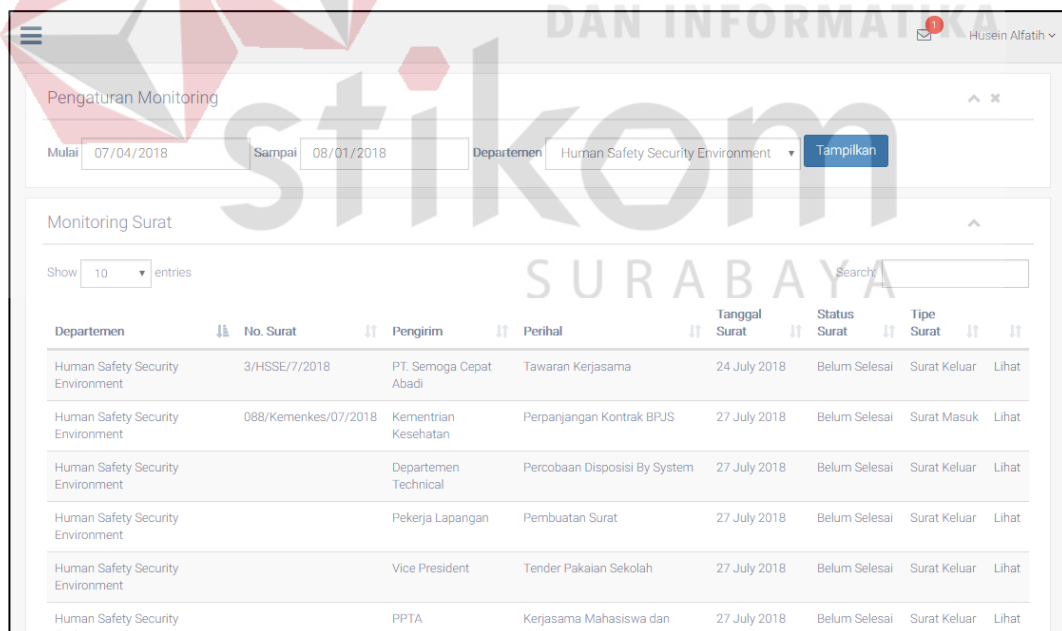 DAN INFORMATIKA
1
Husein Alfatih
Pengaturan Monitoring
Mulai 07/04/2018 Sampai 08/01/2018 Departemen Human Safety Security Environment Tampilkan
stikom
Monitoring Surat
Show 10 entries Search:
SURABAYA
Departemen No. Surat Pengirim Perihal Tanggal Surat Status Surat Tipe Surat
Human Safety Security Environment 3/HSSE/7/2018 PT. Semoga Cepat Abadi Tawaran Kerjasama 24 July 2018 Belum Selesai Surat Keluar Lihat
Human Safety Security Environment 088/Kemenkes/07/2018 Kementrian Kesehatan Perpanjangan Kontrak BPJS 27 July 2018 Belum Selesai Surat Masuk Lihat
Human Safety Security Environment Departemen Technical Percobaan Disposisi By System 27 July 2018 Belum Selesai Surat Keluar Lihat
Human Safety Security Environment Pekerja Lapangan Pembuatan Surat 27 July 2018 Belum Selesai Surat Keluar Lihat
Human Safety Security Environment Vice President Tender Pakaian Sekolah 27 July 2018 Belum Selesai Surat Keluar Lihat
Human Safety Security PPTA Kerjasama Mahasiswa dan 27 July 2018 Belum Selesai Surat Keluar Lihat